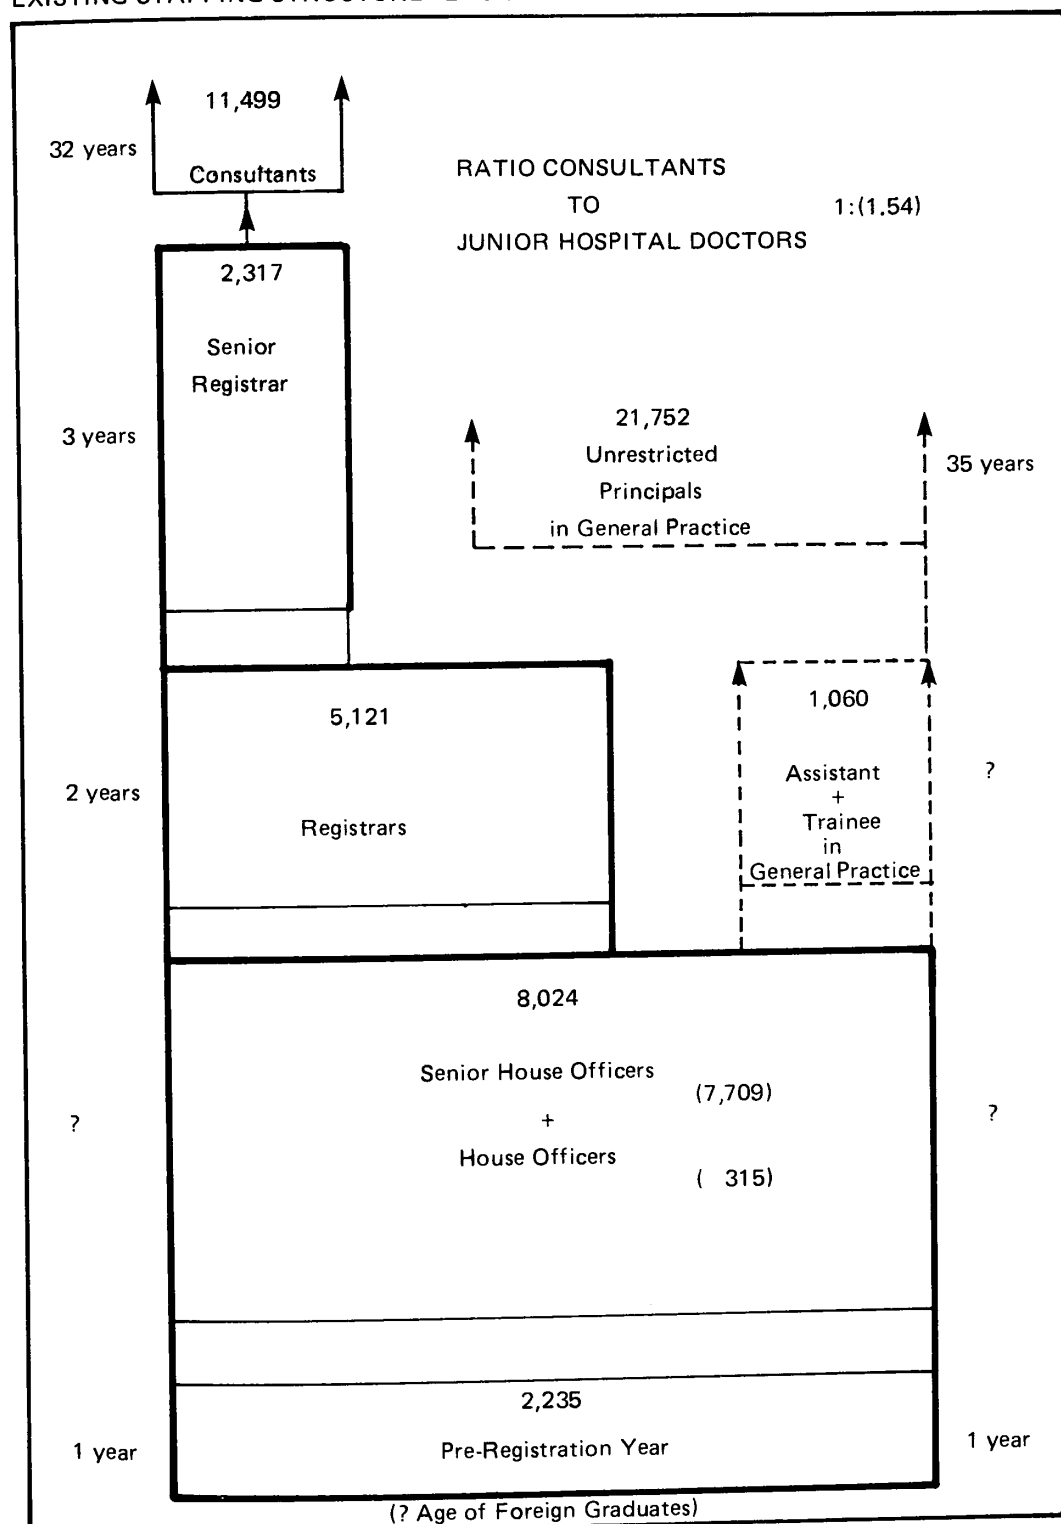 11,499
32 years
Consultants
RATIO CONSULTANTS
TO 1:(1.54)
JUNIOR HOSPITAL DOCTORS
2,317
Senior
Registrar
3 years
21,752
Unrestricted
Principals
in General Practice
35 years
5,121
Registrars
2 years
1,060
Assistant
+
Trainee
in
General Practice
?
8,024
Senior House Officers (7,709)
+
House Officers ( 315)
?
?
2,235
Pre-Registration Year
1 year
1 year
(? Age of Foreign Graduates)